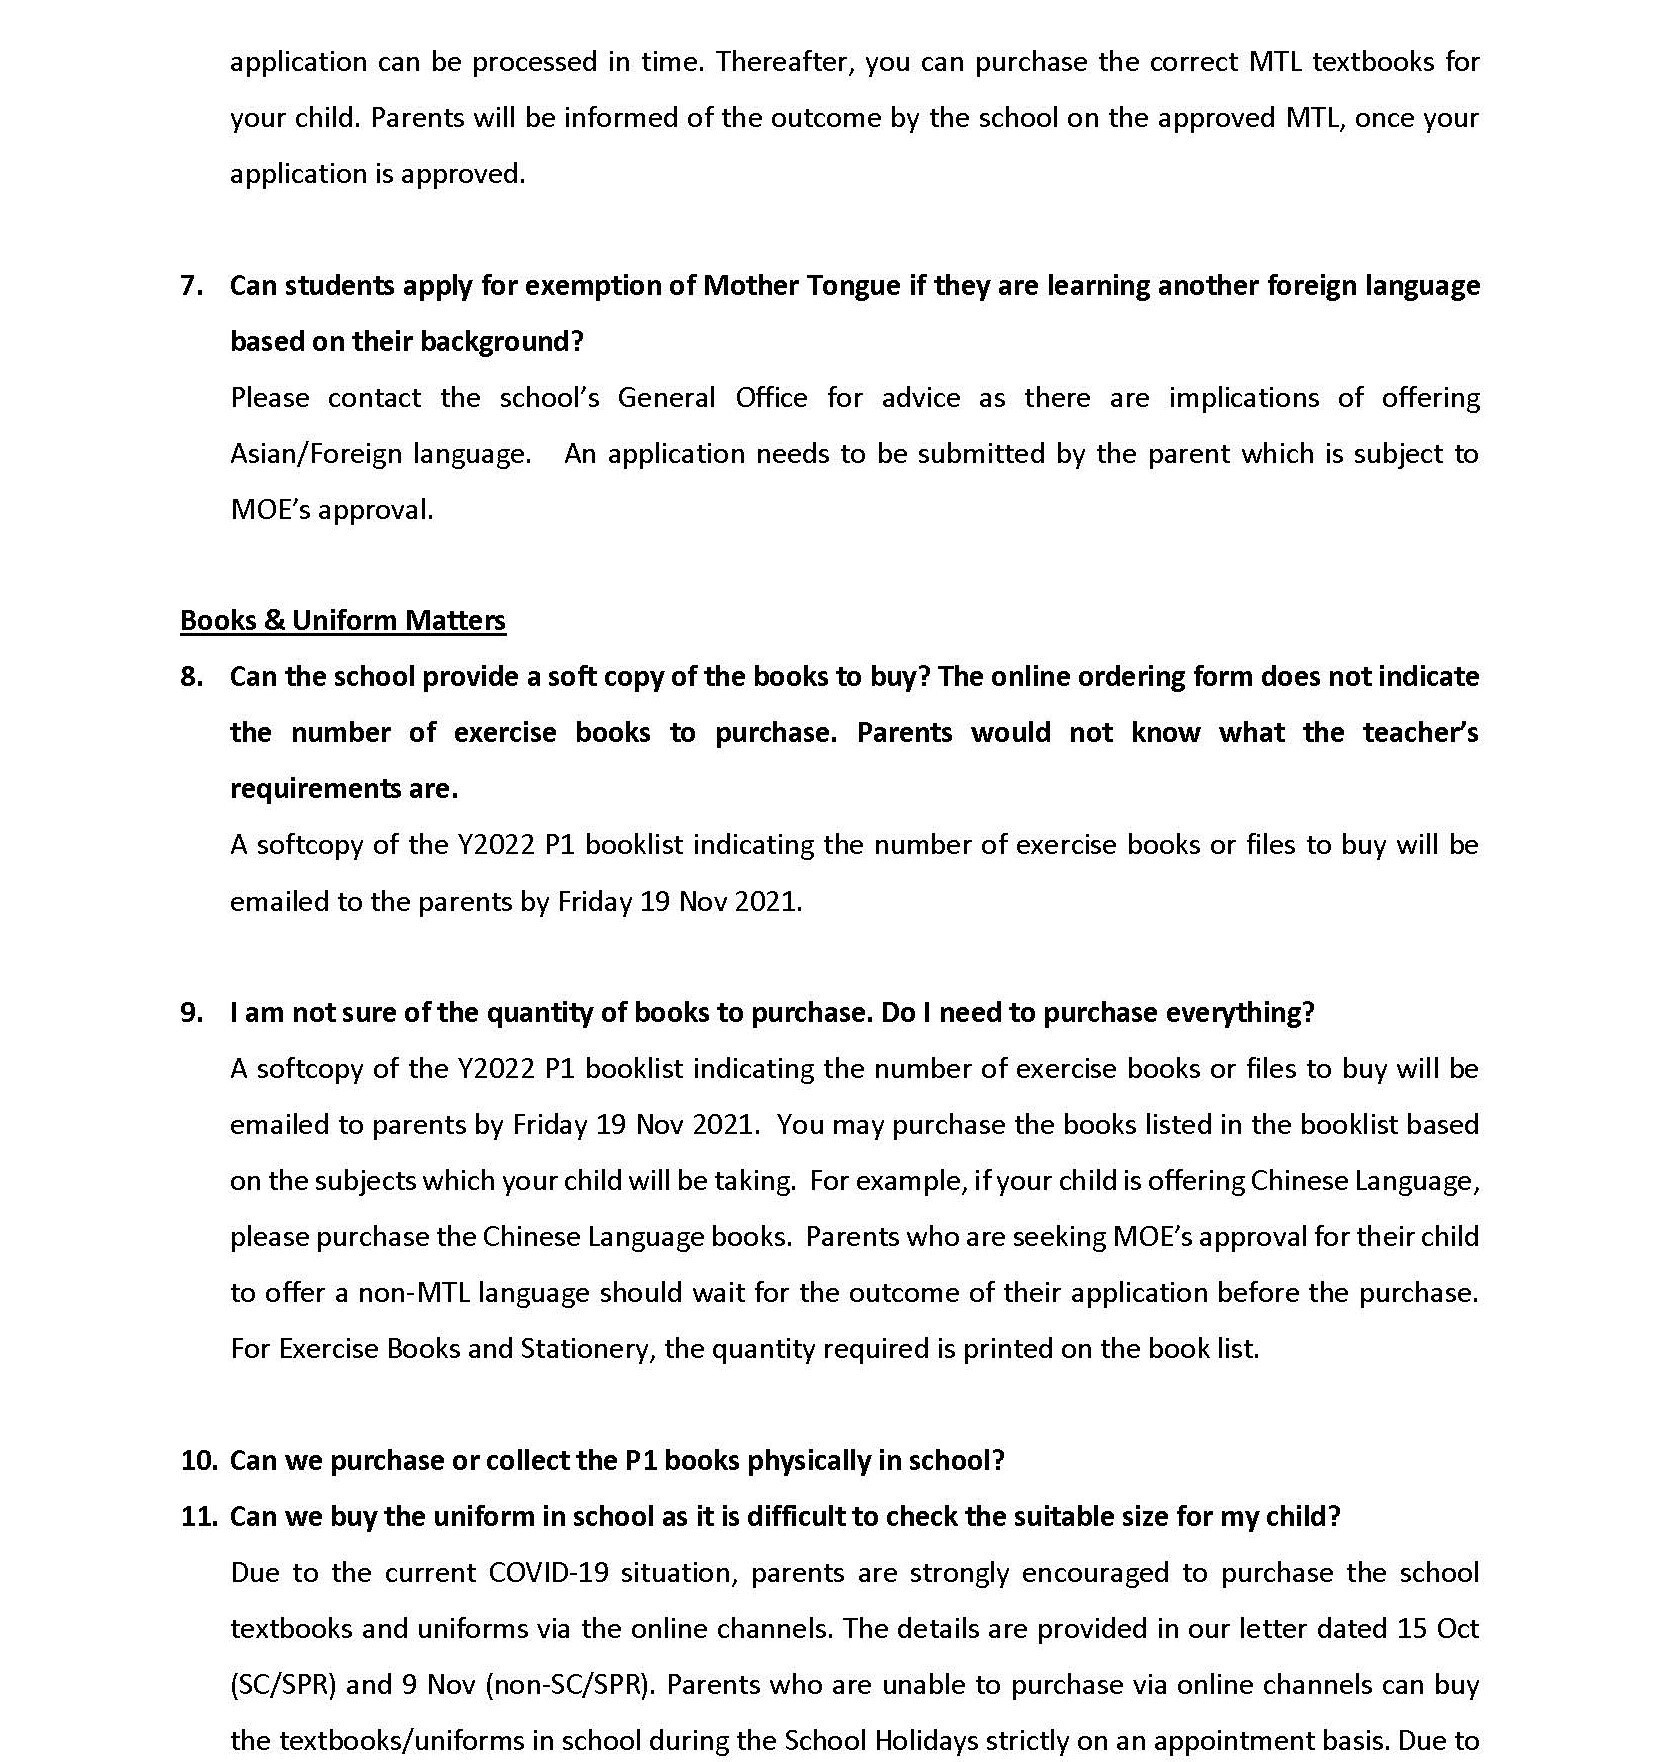 application can be processed in time. Thereafter, you can purchase the correct MTL textbooks for
your child. Parents will be informed of the outcome by the school on the approved MTL, once your
application is approved.
7. Can students apply for exemption of Mother Tongue if they are learning another foreign language
based on their background?
Please contact the school’s General Office for advice as there are implications of offering
Asian/Foreign language. An application needs to be submitted by the parent which is subject to
MOE’s approval.
Books & Uniform Matters
8. Can the school provide a soft copy of the books to buy? The online ordering form does not indicate
the number of exercise books to purchase. Parents would not know what the teacher’s
requirements are.
A softcopy of the Y2022 P1 booklist indicating the number of exercise books or files to buy will be
emailed to the parents by Friday 19 Nov 2021.
9. I am not sure of the quantity of books to purchase. Do I need to purchase everything?
A softcopy of the Y2022 P1 booklist indicating the number of exercise books or files to buy will be
emailed to parents by Friday 19 Nov 2021. You may purchase the books listed in the booklist based
on the subjects which your child will be taking. For example, if your child is offering Chinese Language,
please purchase the Chinese Language books. Parents who are seeking MOE’s approval for their child
to offer a non-MTL language should wait for the outcome of their application before the purchase.
For Exercise Books and Stationery, the quantity required is printed on the book list.
10. Can we purchase or collect the P1 books physically in school?
11. Can we buy the uniform in school as it is difficult to check the suitable size for my child?
Due to the current COVID-19 situation, parents are strongly encouraged to purchase the school
textbooks and uniforms via the online channels. The details are provided in our letter dated 15 Oct
(SC/SPR) and 9 Nov (non-SC/SPR). Parents who are unable to purchase via online channels can buy
the textbooks/uniforms in school during the School Holidays strictly on an appointment basis. Due to